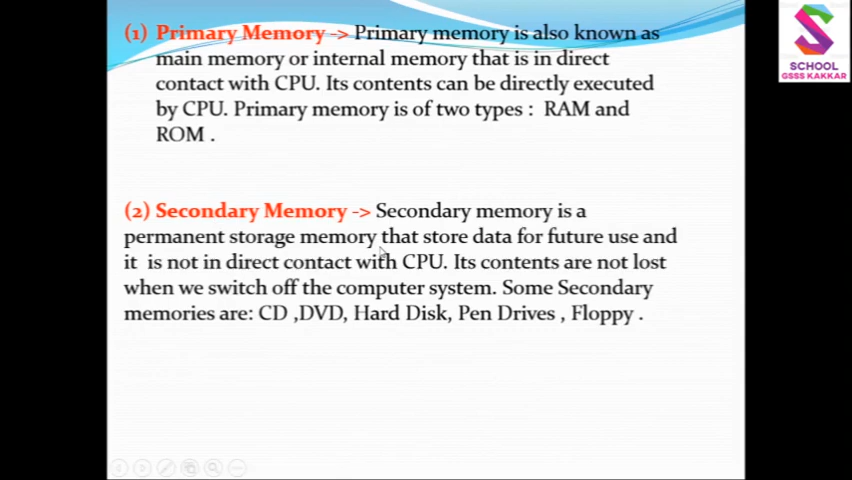 (1) Primary Memory -> Primary memory is also known as
main memory or internal memory that is in direct
contact with CPU. Its contents can be directly executed
by CPU. Primary memory is of two types : RAM and
ROM .
(2) Secondary Memory -> Secondary memory is a
permanent storage memory that store data for future use and
it is not in direct contact with CPU. Its contents are not lost
when we switch off the computer system. Some Secondary
memories are: CD ,DVD, Hard Disk, Pen Drives , Floppy .
SCHOOL
GSSS KAKKAR